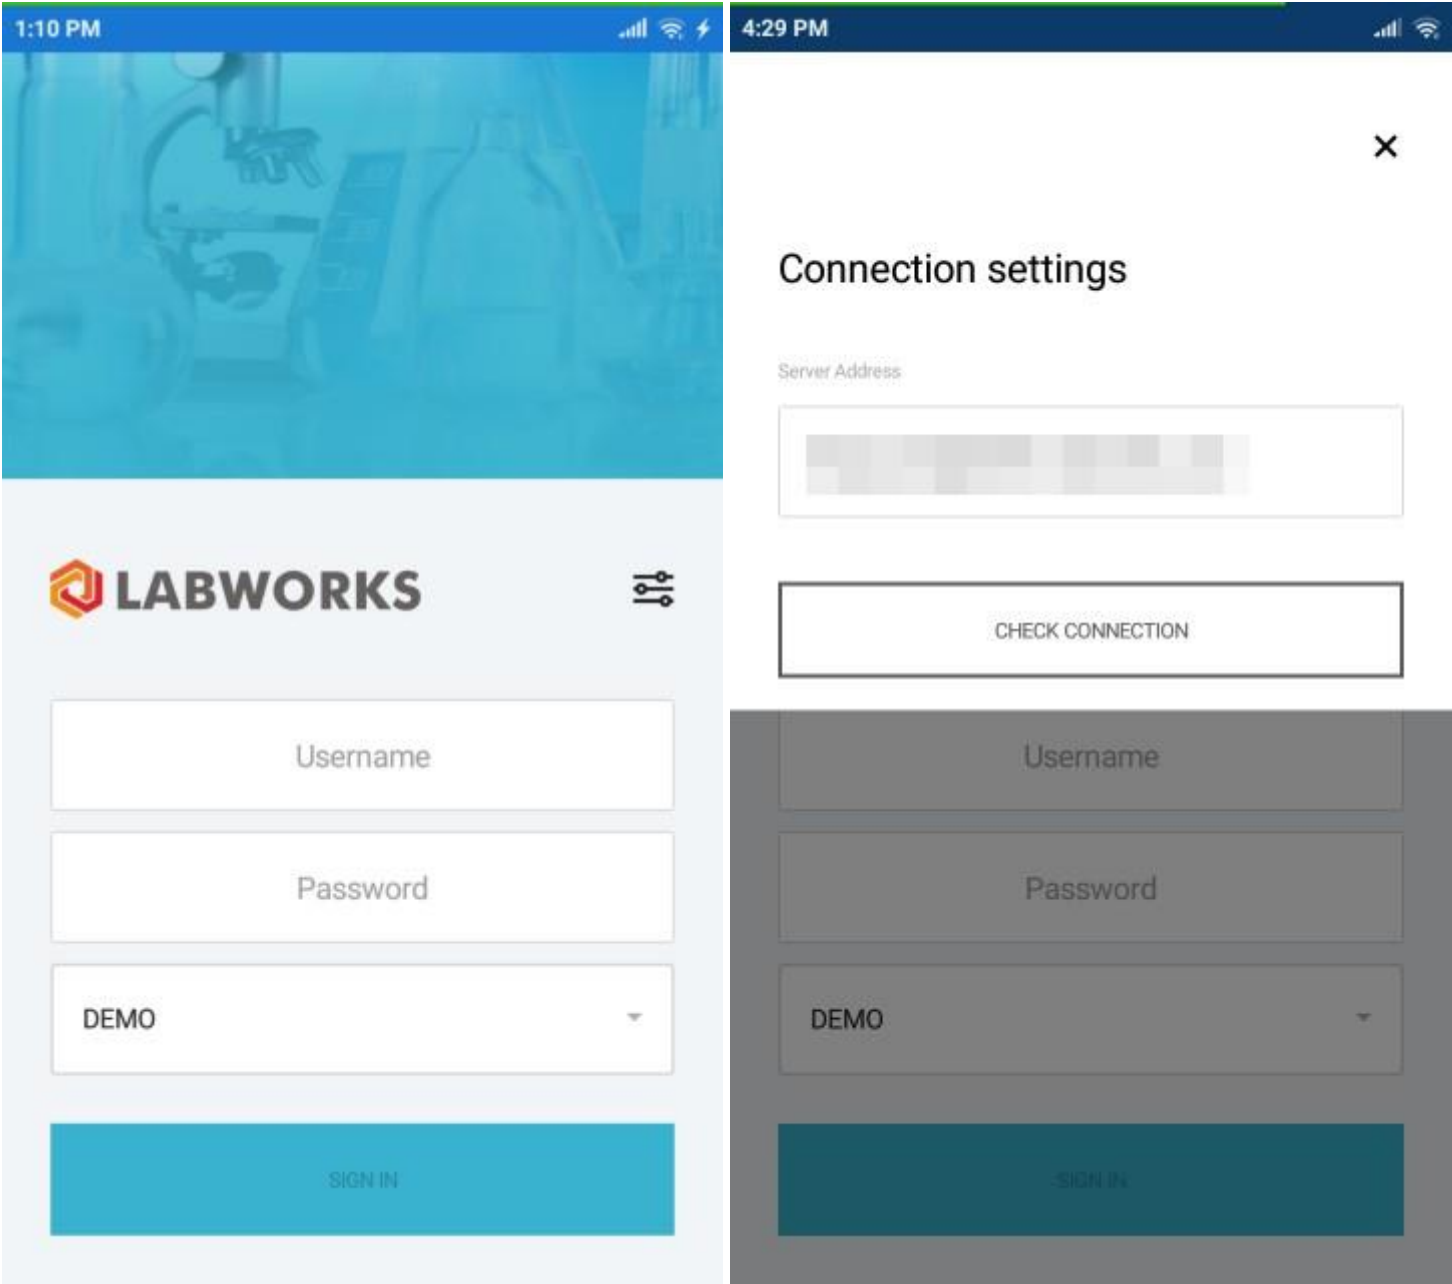 1:10 PM
LABWORKS
Username
Password
DEMO
SIGN IN
4:29 PM
Connection settings
Server Address
CHECK CONNECTION
Username
Password
DEMO
SIGN IN